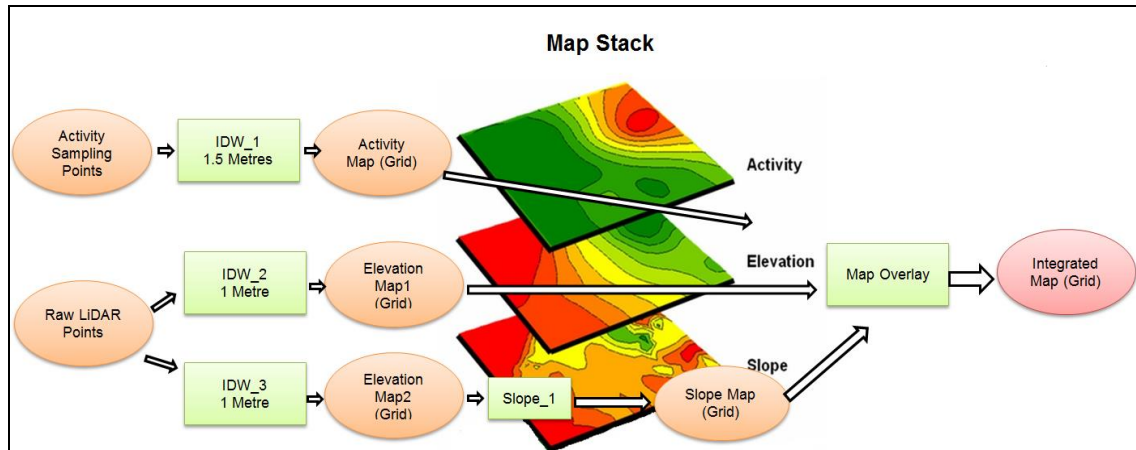 Map Stack
Activity
Sampling
Points
IDW_1
1.5 Metres
Activity
Map (Grid)
Activity
Raw LiDAR
Points
IDW_2
1 Metre
Elevation
Map1
(Grid)
Elevation
Map Overlay
Integrated
Map (Grid)
IDW_3
1 Metre
Elevation
Map2
(Grid)
Slope_1
Slope
Slope Map
(Grid)